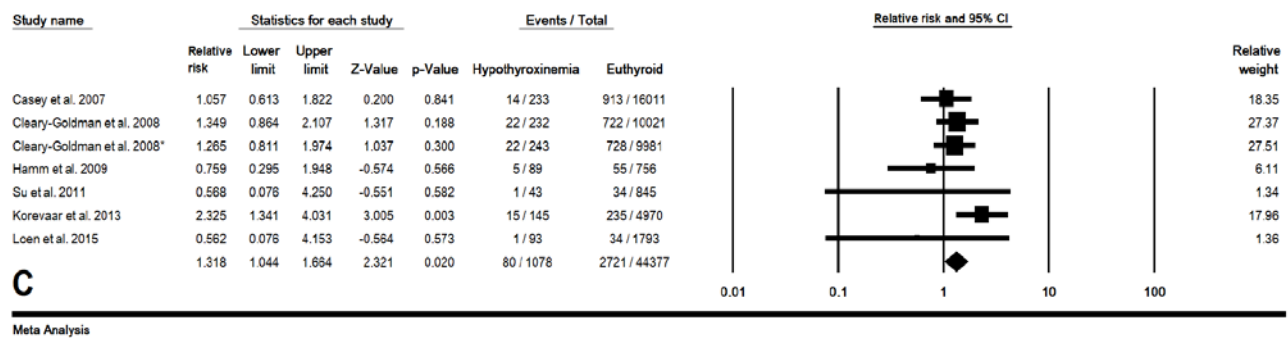 Study name Statistics for each study Events / Total Relative risk and 95% CI
Relative risk Lower limit Upper limit Z-Value p-Value Hypothyroxinemia Euthyroid Relative weight
Casey et al. 2007 1.057 0.613 1.822 0.200 0.841 14 / 233 913 / 16011 18.35
Cleary-Goldman et al. 2008 1.349 0.864 2.107 1.317 0.188 22 / 232 722 / 10021 27.37
Cleary-Goldman et al. 2008* 1.265 0.811 1.974 1.037 0.300 22 / 243 728 / 9981 27.51
Hamm et al. 2009 0.759 0.295 1.948 -0.574 0.566 5 / 89 55 / 756 6.11
Su et al. 2011 0.568 0.076 4.250 -0.551 0.582 1 / 43 34 / 845 1.34
Korevaar et al. 2013 2.325 1.341 4.031 3.005 0.003 15 / 145 235 / 4970 17.96
Loen et al. 2015 0.562 0.076 4.153 -0.564 0.573 1 / 93 34 / 1793 1.36
1.318 1.044 1.664 2.321 0.020 80 / 1078 2721 / 44377
C
0.01 0.1 1 10 100
Meta Analysis